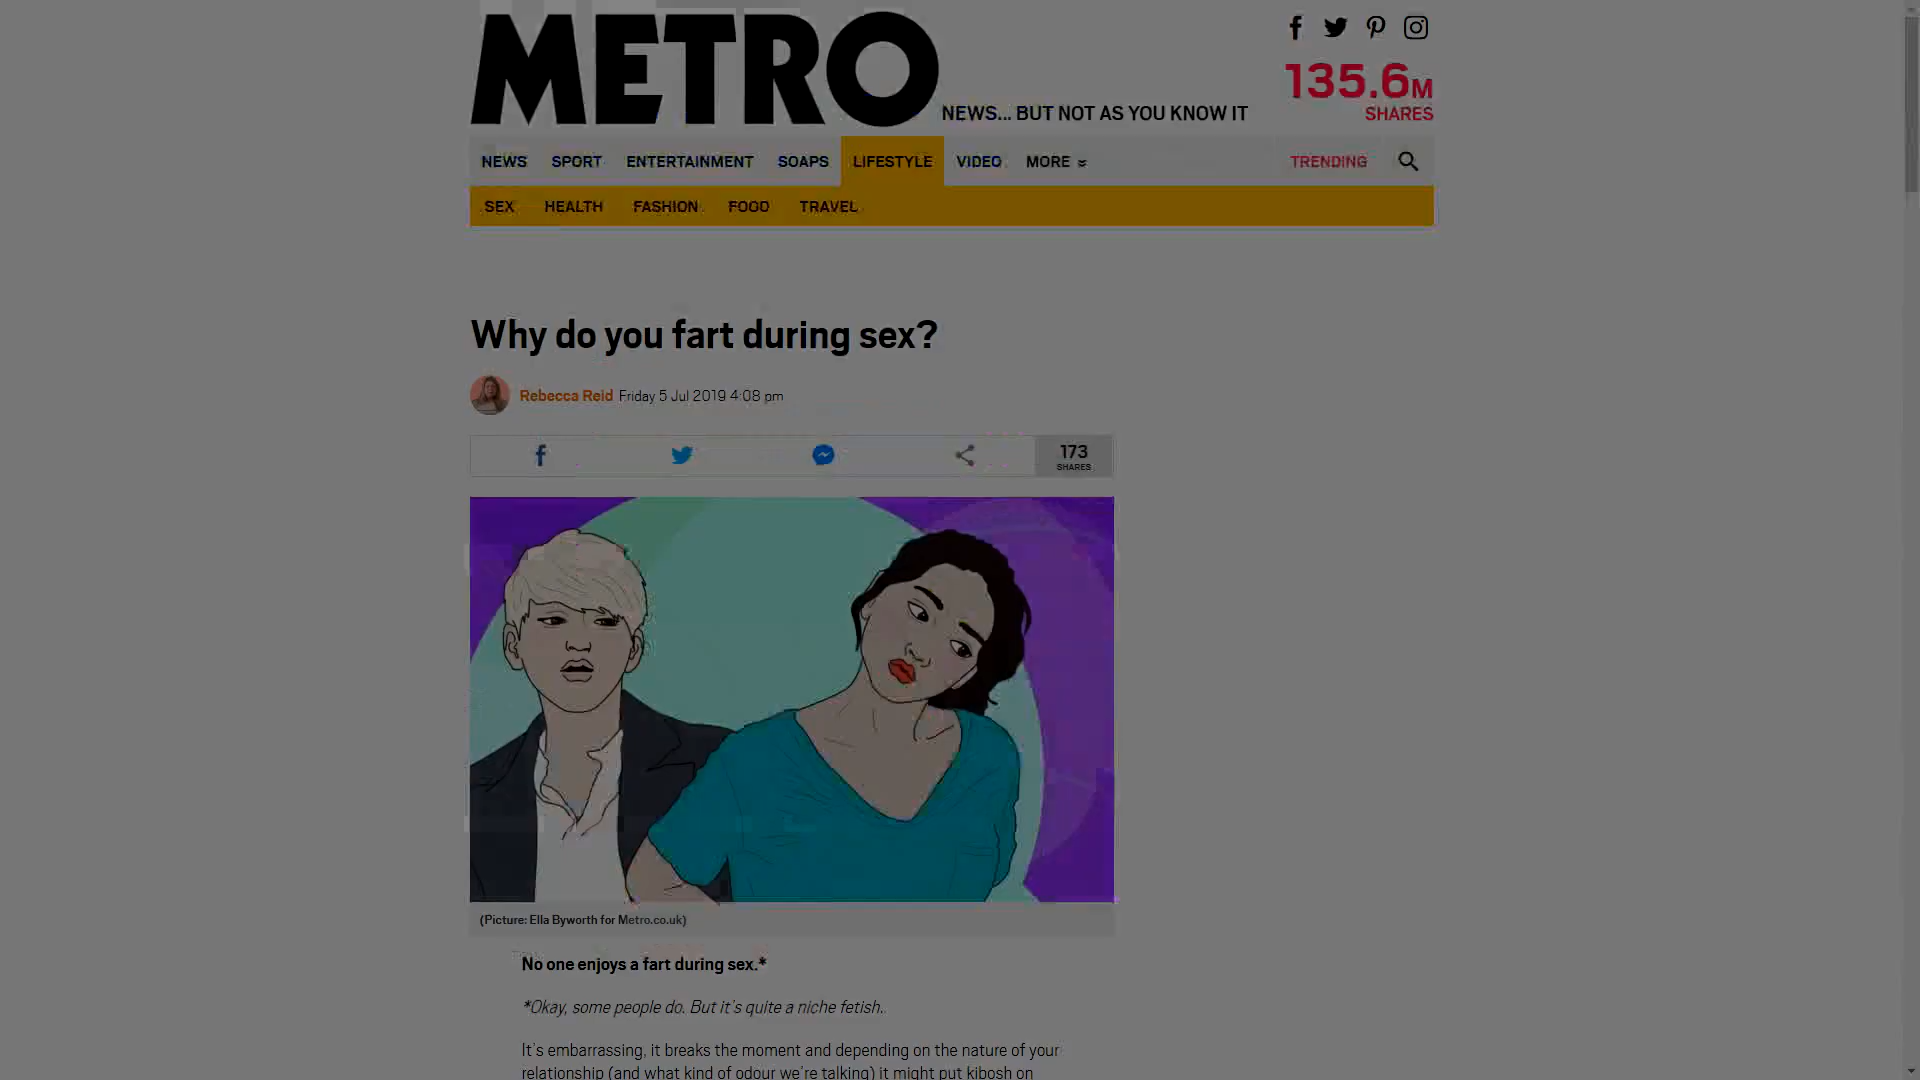 METRO
NEWS... BUT NOT AS YOU KNOW IT
135.6M
SHARES
NEWS SPORT ENTERTAINMENT SOAPS LIFESTYLE VIDEO MORE TRENDING
SEX HEALTH FASHION FOOD TRAVEL
Why do you fart during sex?
Rebecca Reid Friday 5 Jul 2019 4:08 pm
173
SHARES
(Picture: Ella Byworth for Metro.co.uk)
No one enjoys a fart during sex.*
*Okay, some people do. But it's quite a niche fetish.
It's embarrassing, it breaks the moment and depending on the nature of your
relationship (and what kind of odour we're talking) it might put kibosh on